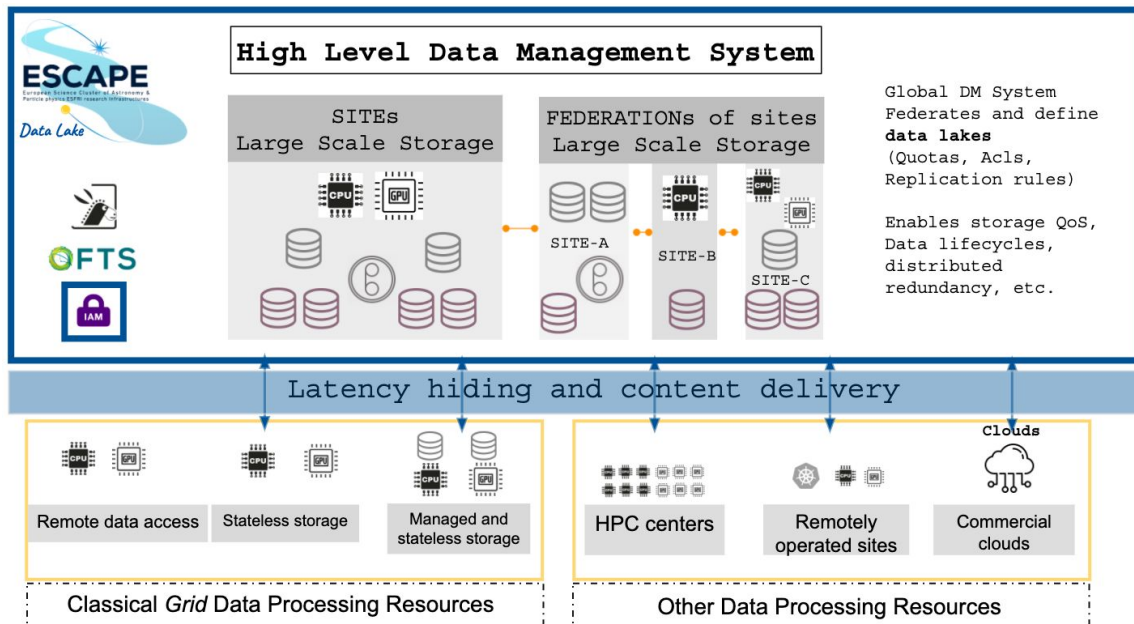 High Level Data Management System
ESCAPE
European Science Cluster of Astronomy &
Particle physics ESFRI research infrastructures
Data Lake
SITEs
Large Scale Storage
FEDERATIONs of sites
Large Scale Storage
Global DM System
Federates and define
data lakes
(Quotas, Acls,
Replication rules)
Enables storage QoS,
Data lifecycles,
distributed
redundancy, etc.
CPU
GPU
CPU
CPU
GPU
SITE-A
SITE-B
SITE-C
FTS
IAM
Latency hiding and content delivery
CPU
GPU
Remote data access
CPU
GPU
Stateless storage
CPU
GPU
Managed and
stateless storage
HPC centers
CPU
GPU
Remotely
operated sites
Clouds
Commercial
clouds
Classical Grid Data Processing Resources
Other Data Processing Resources